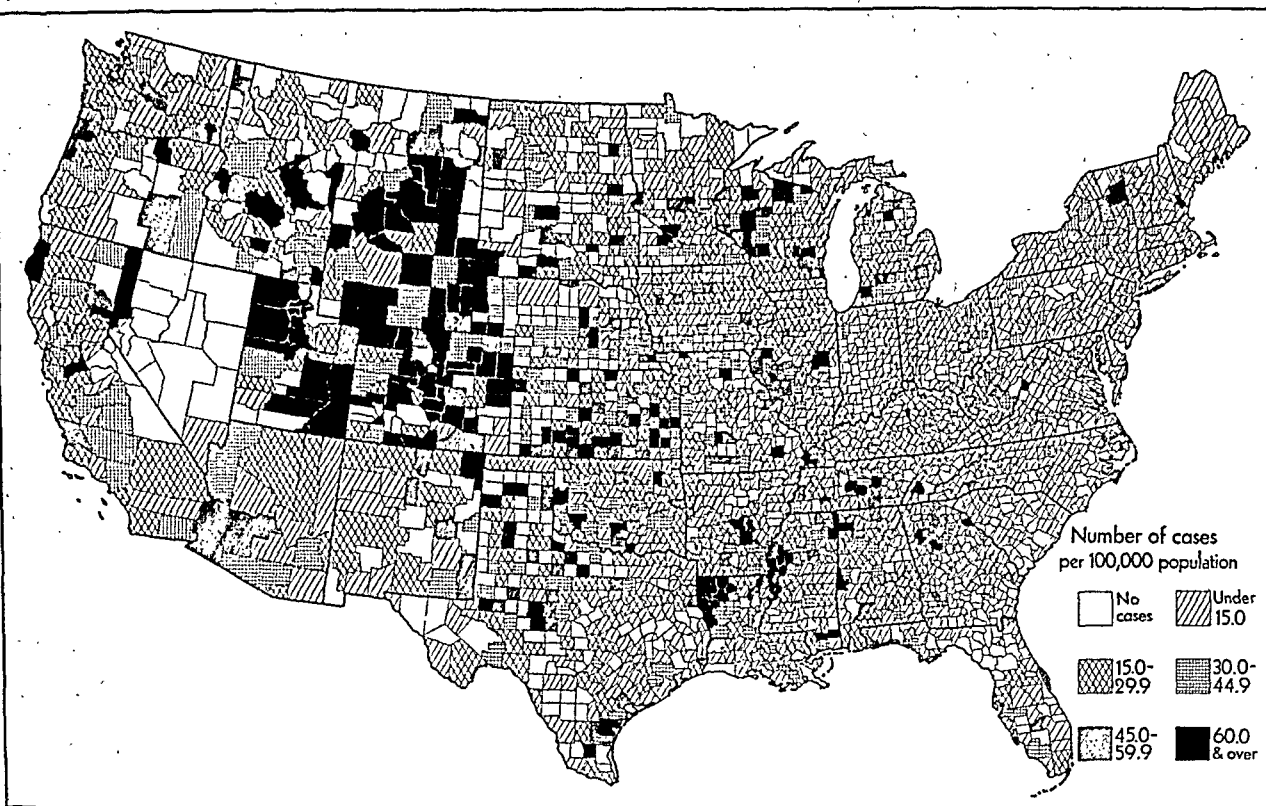 Number of cases
per 100,000 population
No
cases
Under
15.0
15.0-
29.9
30.0-
44.9
45.0-
59.9
60.0
& over